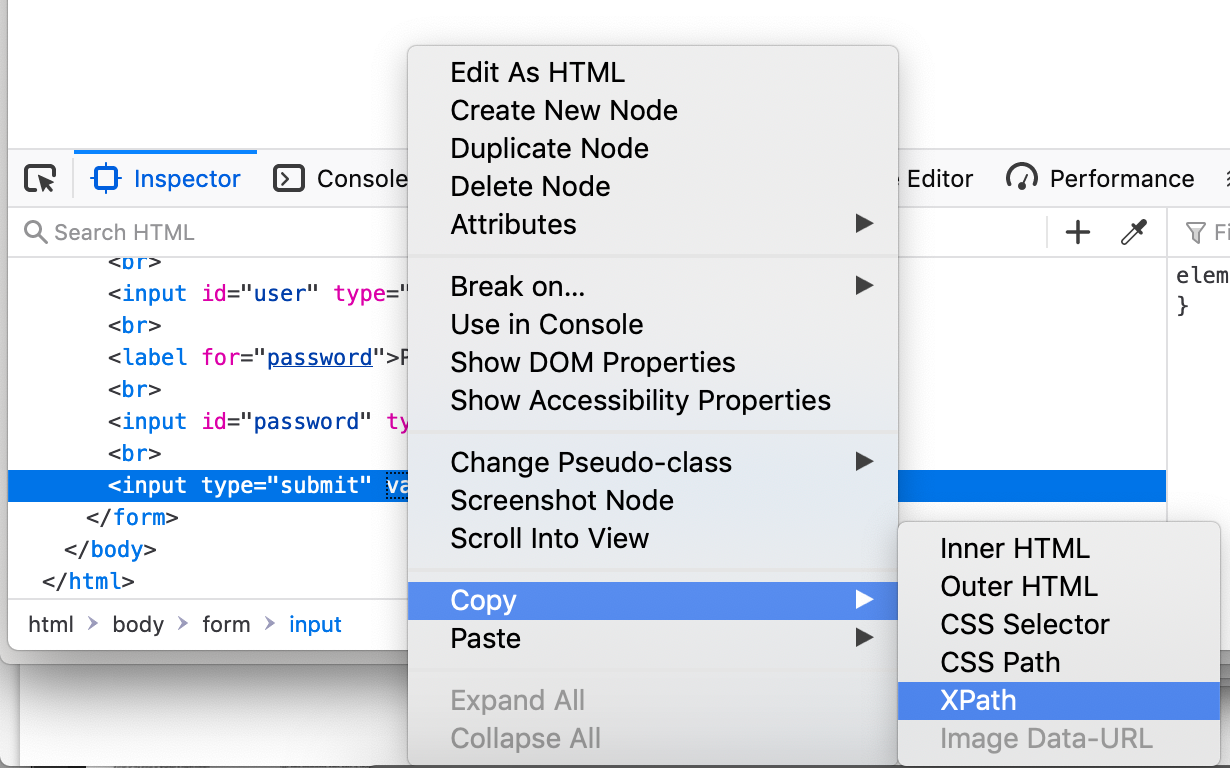 Edit As HTML
Create New Node
Duplicate Node
Delete Node
Attributes
Break on...
Use in Console
Show DOM Properties
Show Accessibility Properties
Change Pseudo-class
Screenshot Node
Scroll Into View
Copy
Paste
Expand All
Collapse All
Inner HTML
Outer HTML
CSS Selector
CSS Path
XPath
Image Data-URL
Inspector Console Editor Performance
Search HTML
<br>
<input id="user" type="
<br>
<label for="password">
<br>
<input id="password"
<br>
<input type="submit"
</form>
</body>
</html>
html body form input
}